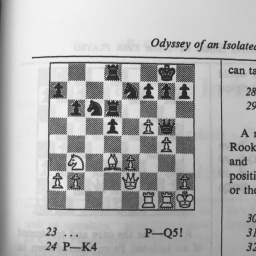 Odyssey of an Isolate
can ta
28
29
A r
Rook
and
positi
or the
23 ... P—Q5!
24 P—K4
30
31
32